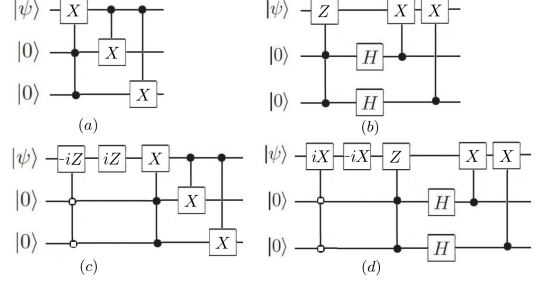 |ψ⟩ X |ψ⟩ Z X X
|0⟩ X |0⟩ H
|0⟩ X |0⟩ H
(a) (b)
|ψ⟩ -iZ iZ X |ψ⟩ iX -iX Z X X
|0⟩ X |0⟩ H
|0⟩ X |0⟩ H
(c) (d)